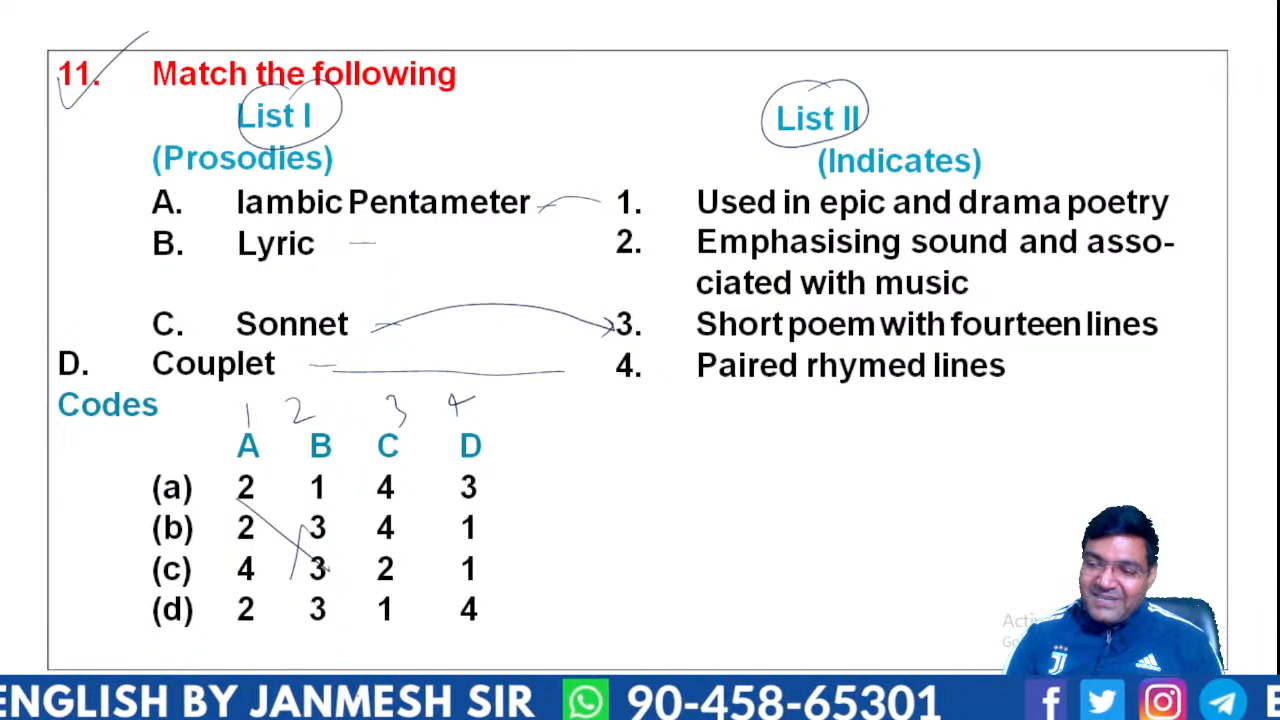 11. Match the following
List I List II
(Prosodies) (Indicates)
A. Iambic Pentameter 1. Used in epic and drama poetry
B. Lyric 2. Emphasising sound and asso-
ciated with music
C. Sonnet 3. Short poem with fourteen lines
D. Couplet 4. Paired rhymed lines
Codes
1 2 3 4
A B C D
(a) 2 1 4 3
(b) 2 3 4 1
(c) 4 3 2 1
(d) 2 3 1 4
ENGLISH BY JANMESH SIR 90-458-65301